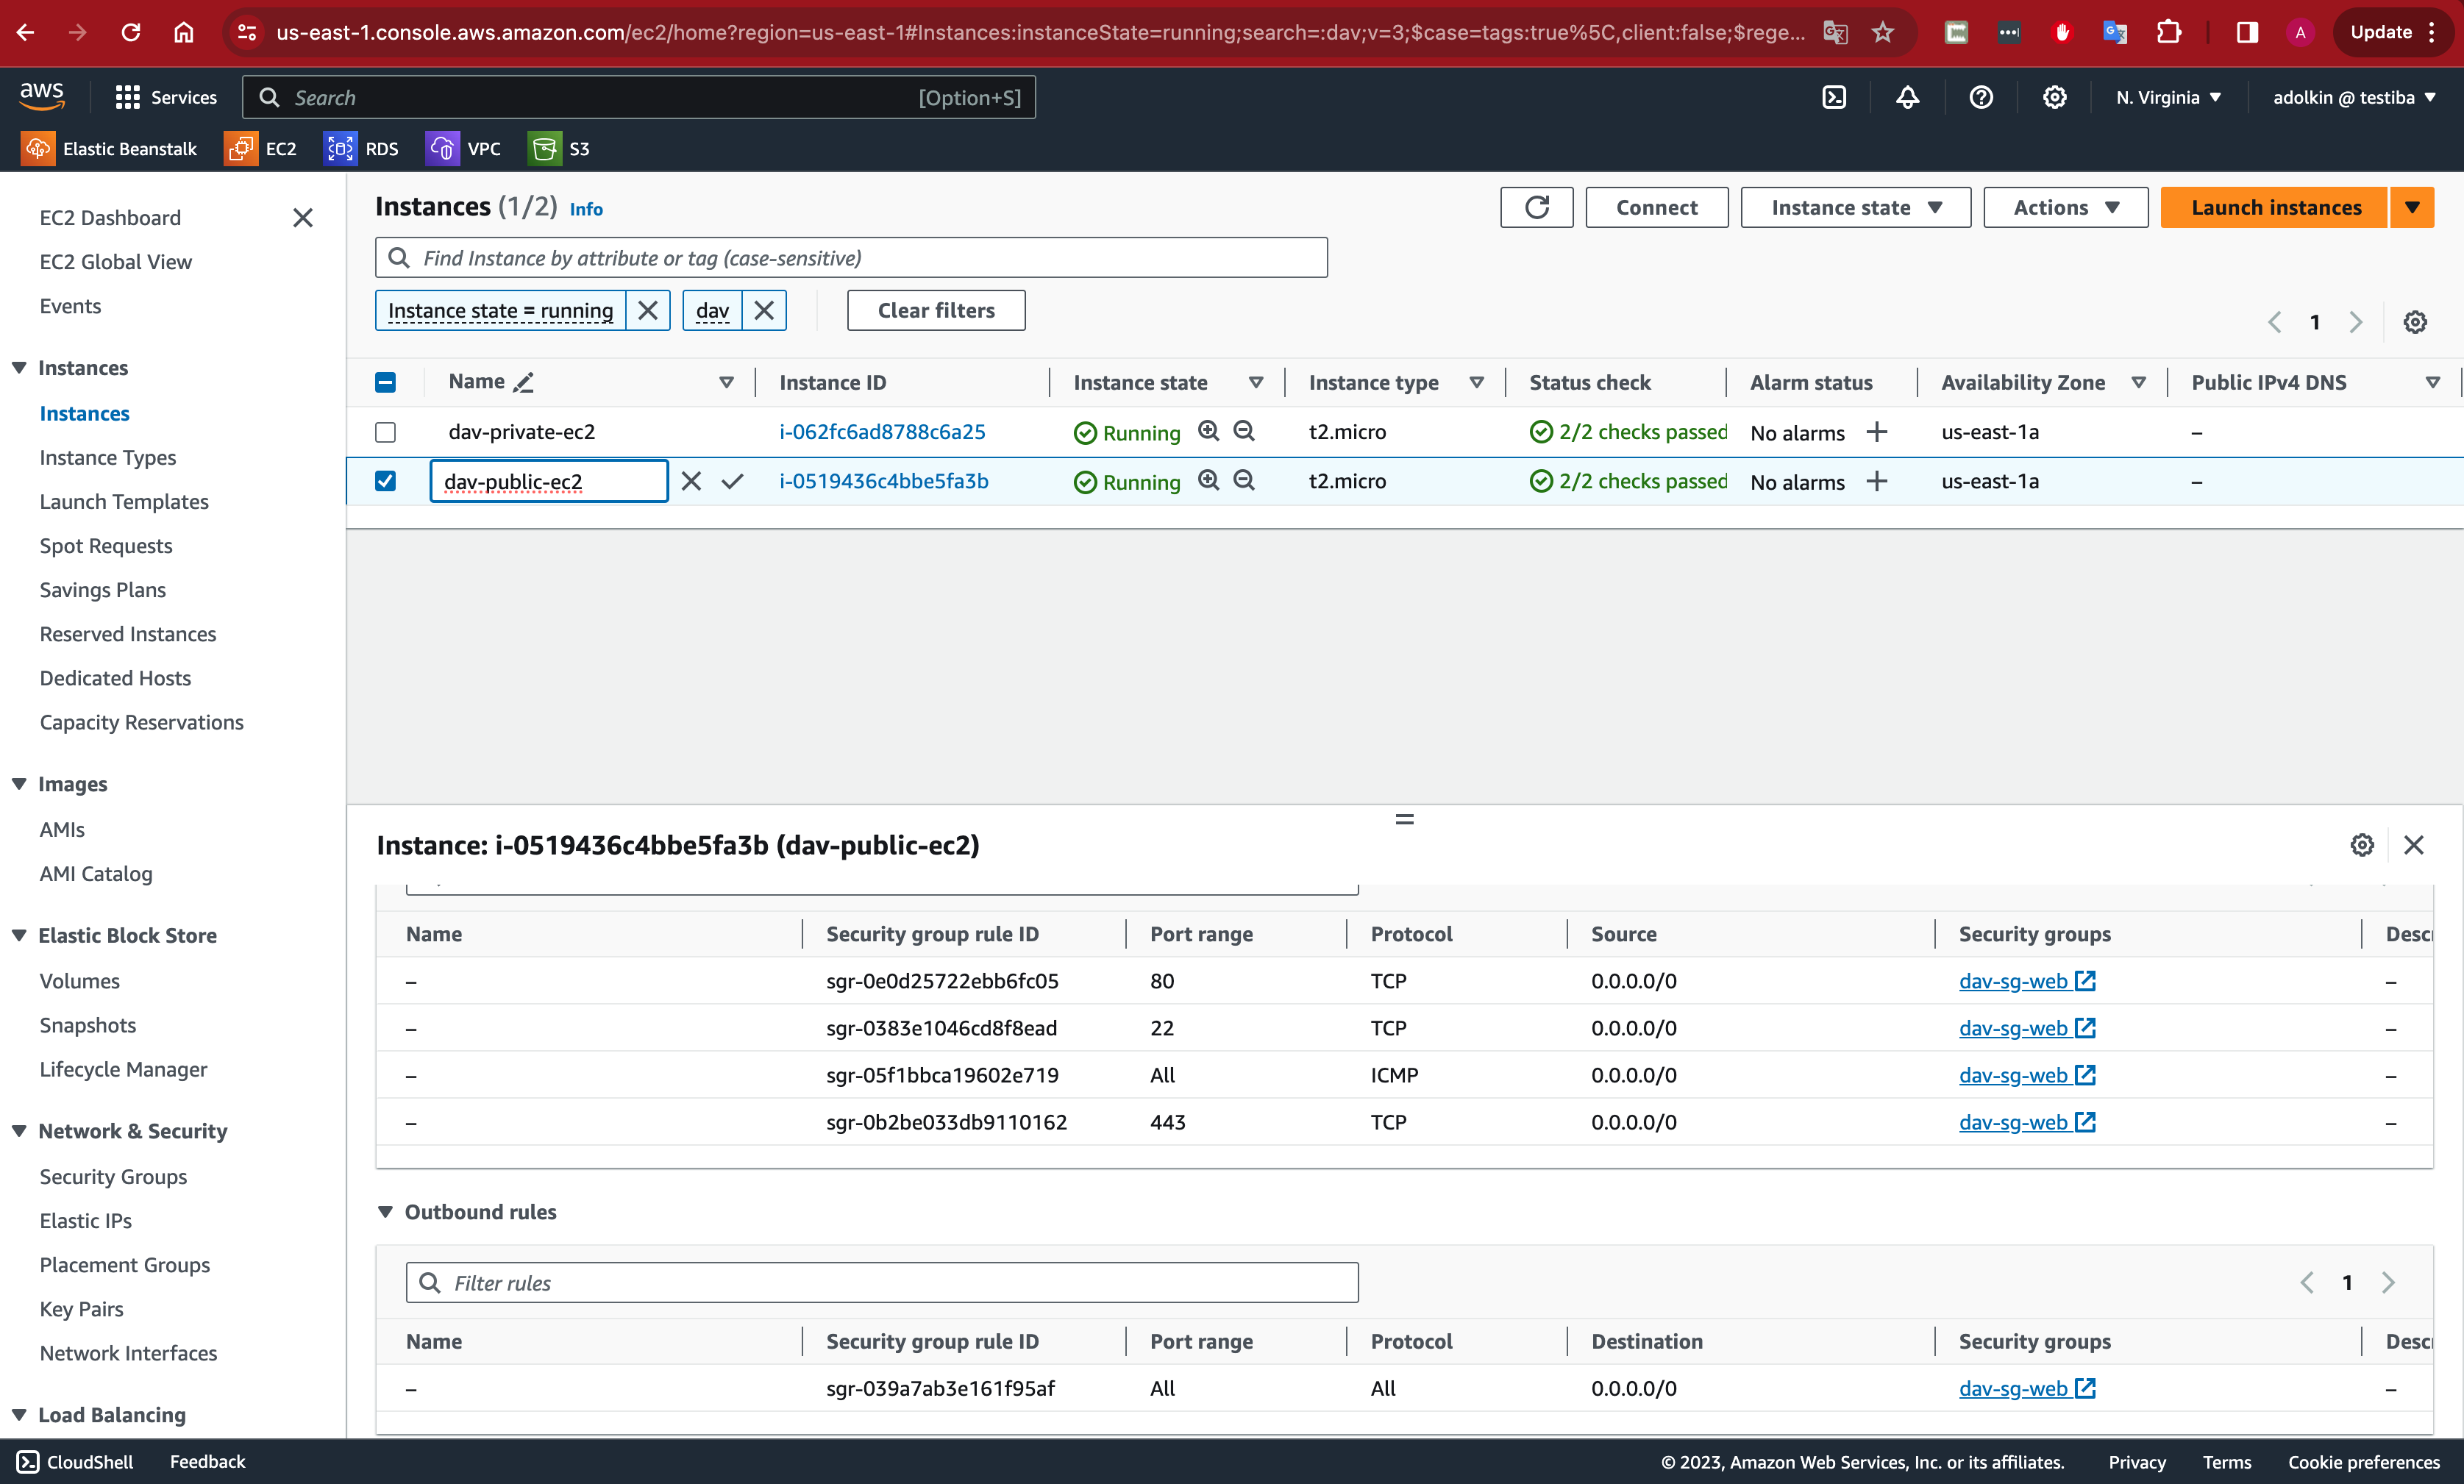 us-east-1.console.aws.amazon.com/ec2/home?region=us-east-1#Instances:instanceState=running;search=:dav;v=3;$case=tags:true%5C,client:false;$rege...
A
Update
aws
Services
Search
[Option+S]
N. Virginia
adolkin @ testiba
Elastic Beanstalk
EC2
RDS
VPC
S3
EC2 Dashboard
EC2 Global View
Events
Instances
Instances
Instance Types
Launch Templates
Spot Requests
Savings Plans
Reserved Instances
Dedicated Hosts
Capacity Reservations
Images
AMIs
AMI Catalog
Elastic Block Store
Volumes
Snapshots
Lifecycle Manager
Network & Security
Security Groups
Elastic IPs
Placement Groups
Key Pairs
Network Interfaces
Load Balancing
Instances (1/2) Info
Connect
Instance state
Actions
Launch instances
Find Instance by attribute or tag (case-sensitive)
Instance state = running
dav
Clear filters
1
Name Instance ID Instance state Instance type Status check Alarm status Availability Zone Public IPv4 DNS
dav-private-ec2 i-062fc6ad8788c6a25 Running t2.micro 2/2 checks passed No alarms us-east-1a –
dav-public-ec2 i-0519436c4bbe5fa3b Running t2.micro 2/2 checks passed No alarms us-east-1a –
Instance: i-0519436c4bbe5fa3b (dav-public-ec2)
Name Security group rule ID Port range Protocol Source Security groups Desc
– sgr-0e0d25722ebb6fc05 80 TCP 0.0.0.0/0 dav-sg-web –
– sgr-0383e1046cd8f8ead 22 TCP 0.0.0.0/0 dav-sg-web –
– sgr-05f1bbca19602e719 All ICMP 0.0.0.0/0 dav-sg-web –
– sgr-0b2be033db9110162 443 TCP 0.0.0.0/0 dav-sg-web –
Outbound rules
Filter rules
1
Name Security group rule ID Port range Protocol Destination Security groups Desc
– sgr-039a7ab3e161f95af All All 0.0.0.0/0 dav-sg-web –
CloudShell
Feedback
© 2023, Amazon Web Services, Inc. or its affiliates.
Privacy
Terms
Cookie preferences